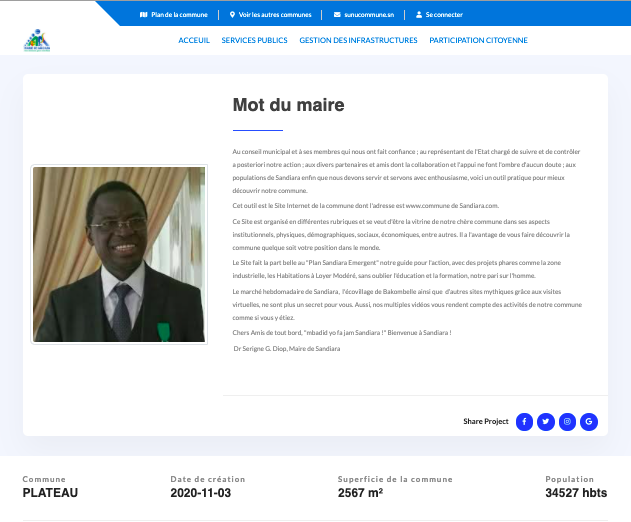 Plan de la commune
Voir les autres communes
sunucommune.sn
Se connecter
ACCEUIL SERVICES PUBLICS GESTION DES INFRASTRUCTURES PARTICIPATION CITOYENNE
Mot du maire
Au conseil municipal et à ses membres qui nous ont fait confiance ; au représentant de l'Etat chargé de suivre et de contrôler
a posteriori notre action ; aux divers partenaires et amis dont la collaboration et l'appui ne font l'ombre d'aucun doute ; aux
populations de Sandiara enfin que nous devons servir et servons avec enthousiasme, voici un outil pratique pour mieux
découvrir notre commune.
Cet outil est le Site Internet de la commune dont l'adresse est www.commune de Sandiara.com.
Ce Site est organisé en différentes rubriques et se veut d'être la vitrine de notre chère commune dans ses aspects
institutionnels, physiques, démographiques, sociaux, économiques, entre autres. Il a l'avantage de vous faire découvrir la
commune quelque soit votre position dans le monde.
Le Site fait la part belle au "Plan Sandiara Emergent" notre guide pour l'action, avec des projets phares comme la zone
industrielle, les Habitations à Loyer Modéré, sans oublier l'éducation et la formation, notre pari sur l'homme.
Le marché hebdomadaire de Sandiara, l'écovillage de Bakombelle ainsi que d'autres sites mythiques grâce aux visites
virtuelles, ne sont plus un secret pour vous. Aussi, nos multiples vidéos vous rendent compte des activités de notre commune
comme si vous y étiez.
Chers Amis de tout bord, "mbadid yo fa jam Sandiara !" Bienvenue à Sandiara !
Dr Serigne G. Diop, Maire de Sandiara
Share Project
Commune
PLATEAU
Date de création
2020-11-03
Superficie de la commune
2567 m²
Population
34527 hbts